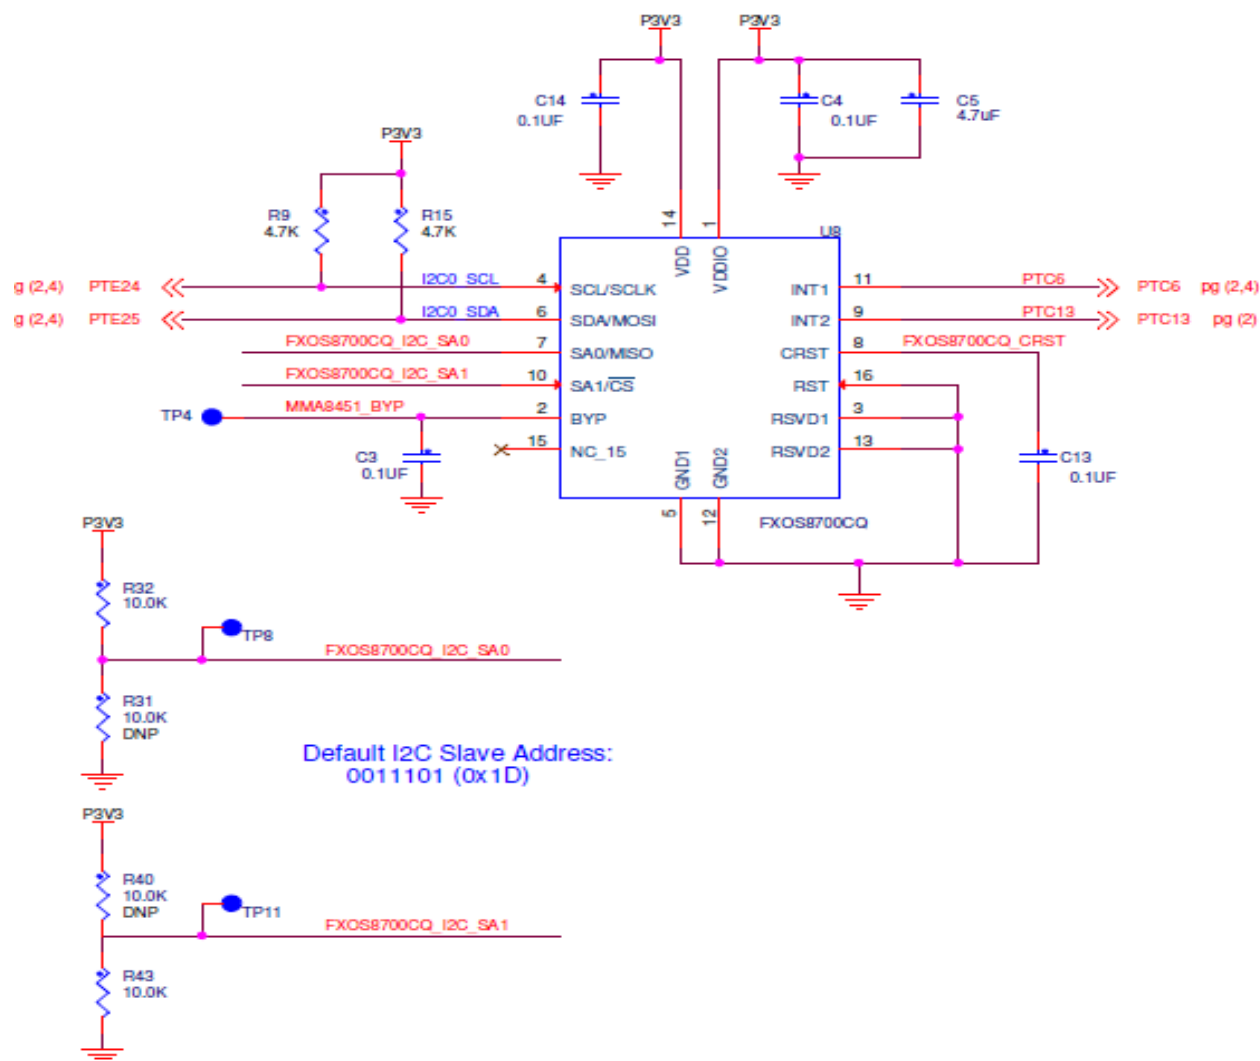 P3V3
P3V3
C14
0.1UF
C4
0.1UF
C5
4.7uF
P3V3
R9
4.7K
R15
4.7K
14
1
U8
VDD
VDDIO
g (2,4) PTE24
I2C0_SCL
4
SCL/SCLK
INT1
11
PTC6
PTC6 pg (2,4)
g (2,4) PTE25
I2C0_SDA
6
SDA/MOSI
INT2
9
PTC13
PTC13 pg (2)
FXOS8700CQ_I2C_SA0
7
SA0/MISO
CRST
8
FXOS8700CQ_CRST
FXOS8700CQ_I2C_SA1
10
SA1/CS
RST
16
TP4
MMA8451_BYP
2
BYP
RSVD1
3
15
NC_15
RSVD2
13
C3
0.1UF
C13
0.1UF
GND1
GND2
5
12
FXOS8700CQ
P3V3
R32
10.0K
TP8
FXOS8700CQ_I2C_SA0
R31
10.0K
DNP
Default I2C Slave Address:
0011101 (0x1D)
P3V3
R40
10.0K
DNP
TP11
FXOS8700CQ_I2C_SA1
R43
10.0K